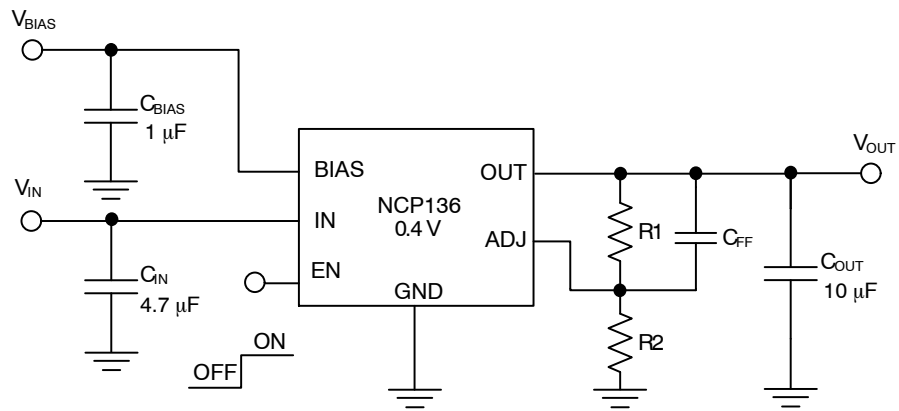 VBIAS
CBIAS
1 µF
VIN
CIN
4.7 µF
BIAS
IN
EN
NCP136
0.4 V
GND
OUT
ADJ
OFF
ON
R1
CFF
R2
COUT
10 µF
VOUT